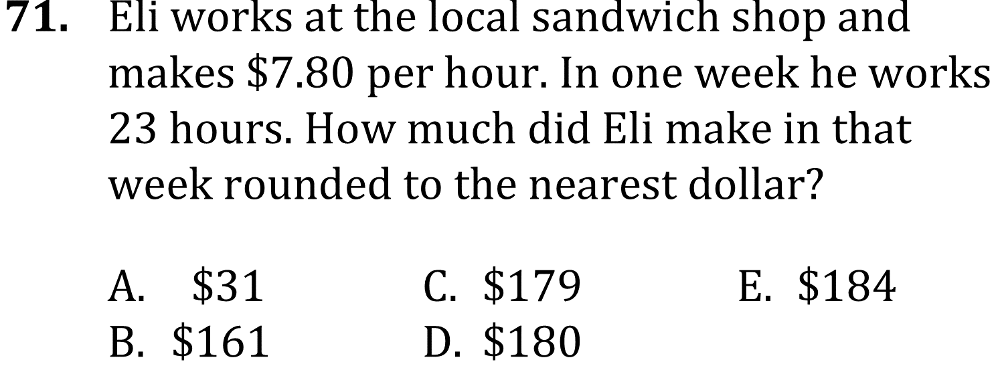 71. Eli works at the local sandwich shop and
makes $7.80 per hour. In one week he works
23 hours. How much did Eli make in that
week rounded to the nearest dollar?
A. $31 C. $179 E. $184
B. $161 D. $180